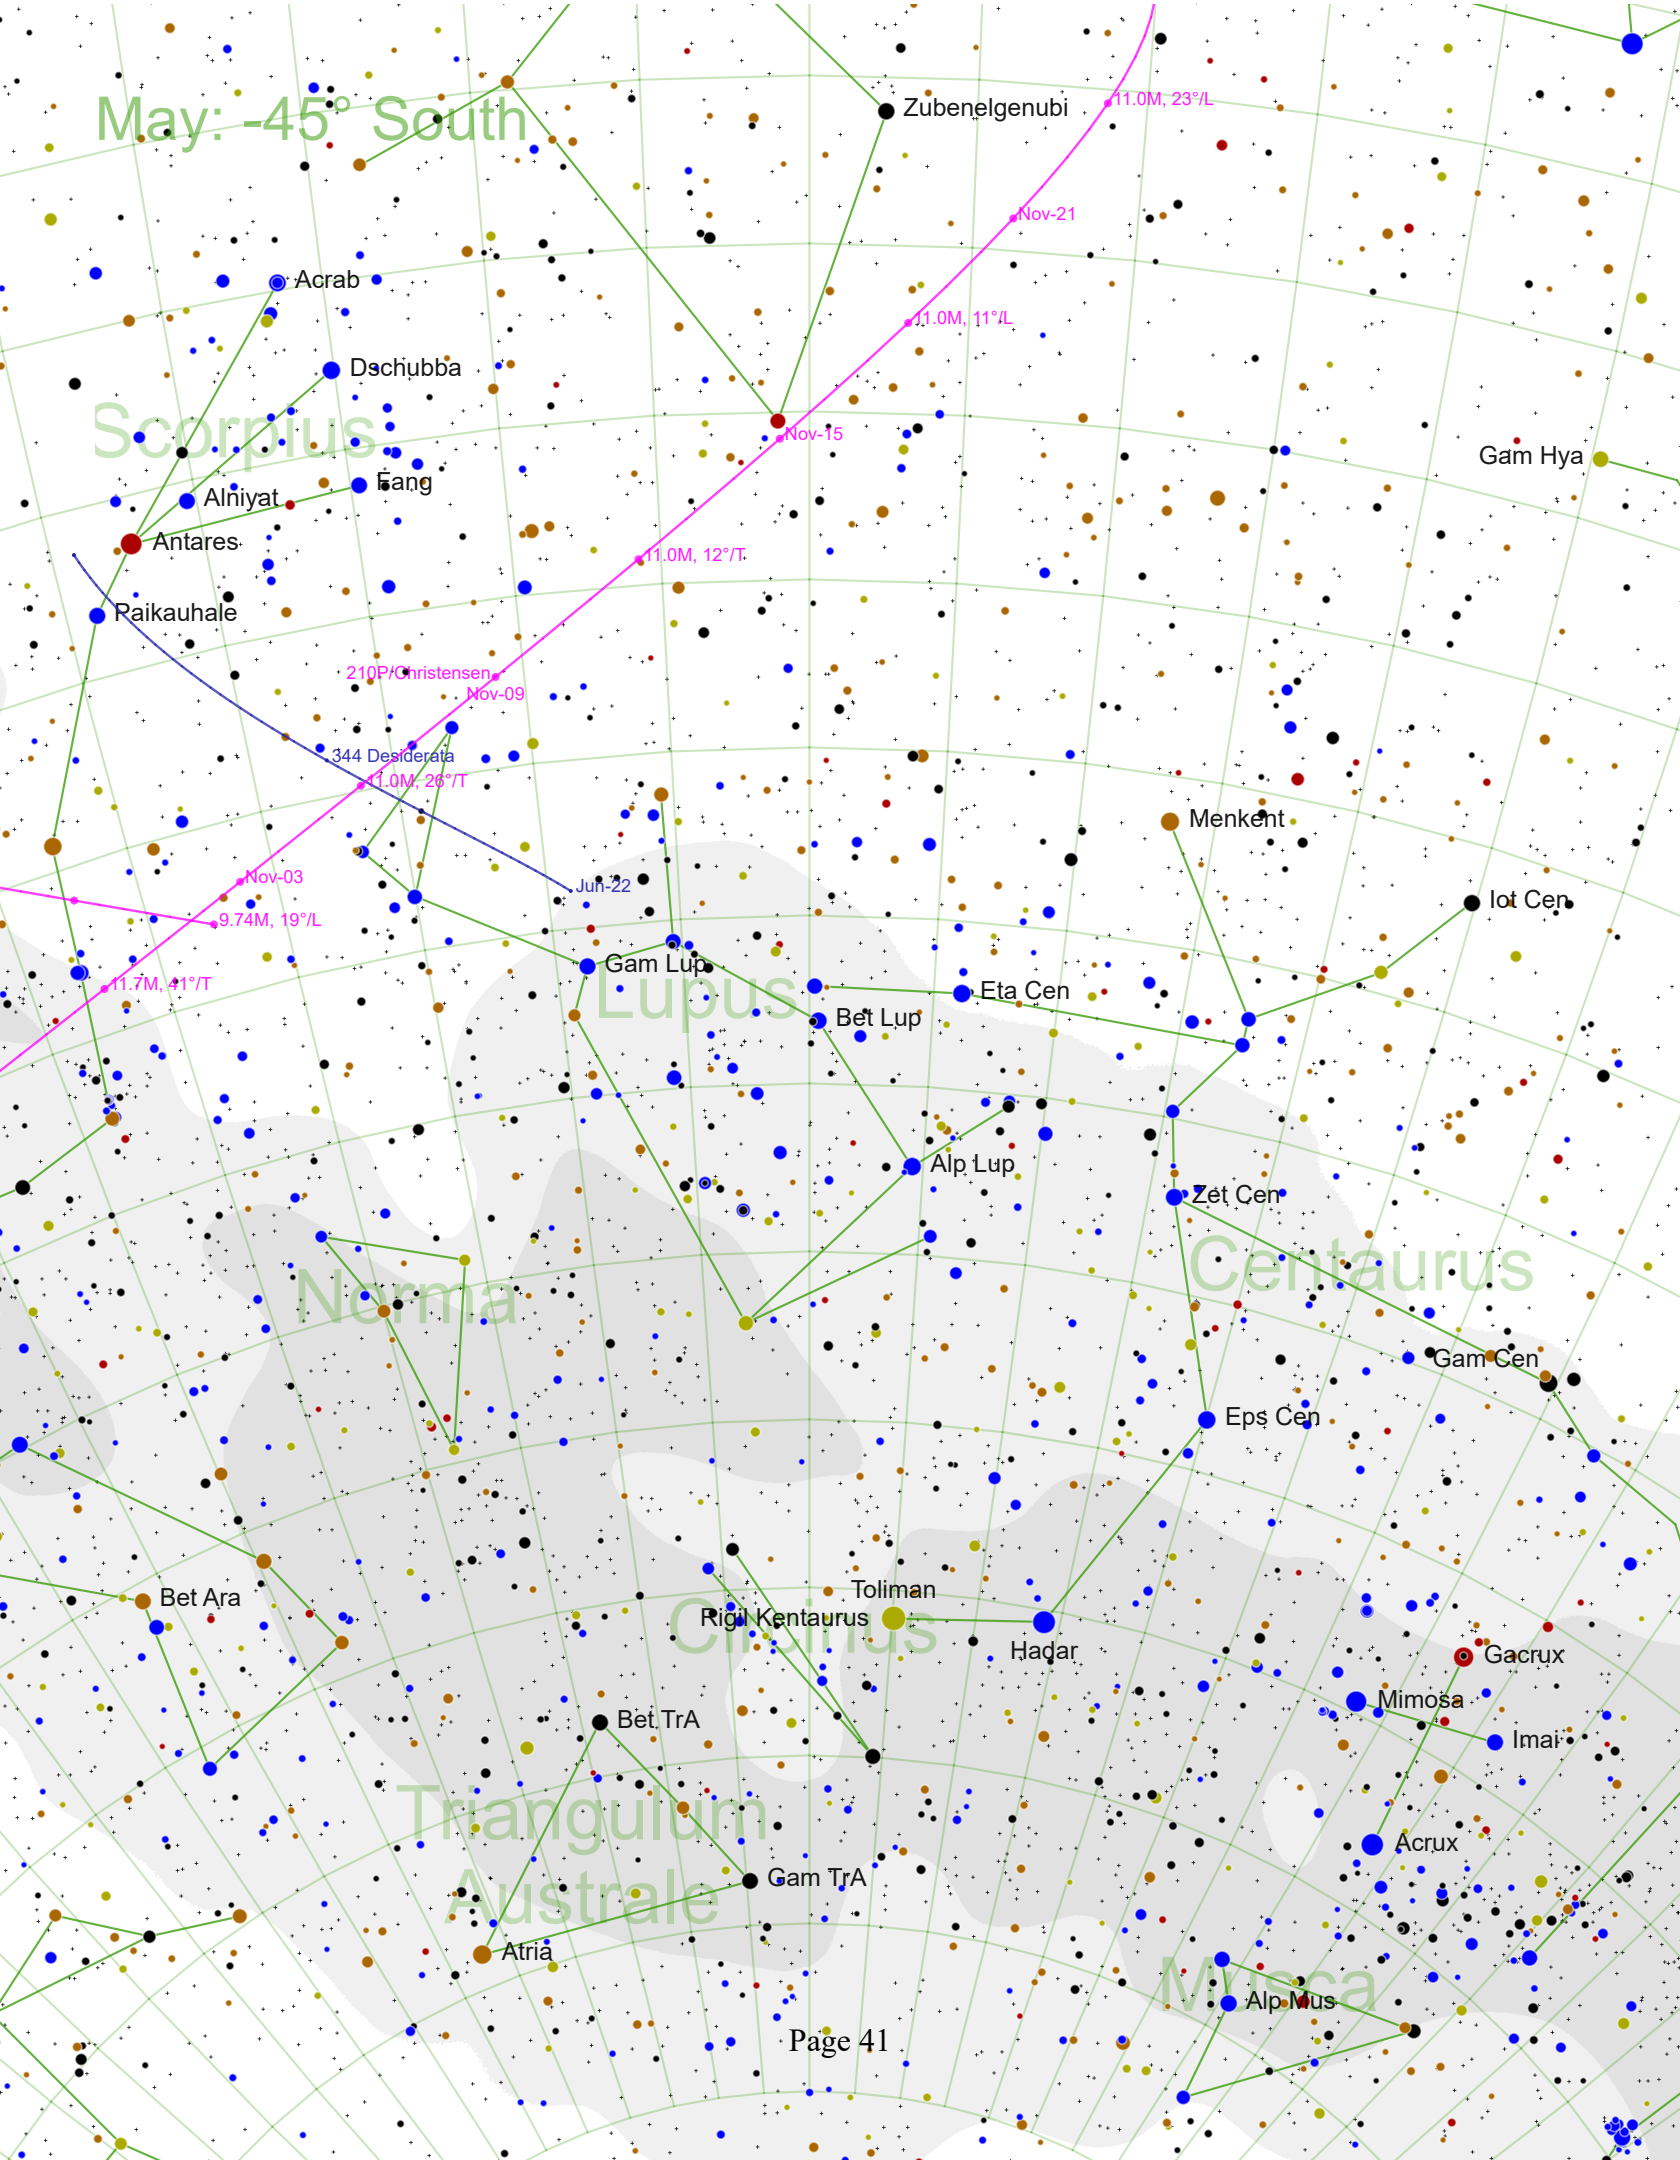 11.0M, 23°/L
Zubenelgenubi
May: -45° South
Nov-21
Acrab
11.0M, 11°/L
Dschubba
Scorpius
Nov-15
Gam Hya
Fang
Alniyat
Antares
11.0M, 12°/T
Paikauhale
210P/Christensen
Nov-09
344 Desiderata
11.0M, 26°/T
Menkent
Nov-03
Jun-22
Iot Cen
9.74M, 19°/L
Gam Lup
11.7M, 41°/T
Lupus
Eta Cen
Bet Lup
Alp Lup
Zet Cen
Centaurus
Norma
Gam Cen
Eps Cen
Toliman
Bet Ara
Rigil Kentaurus
Circinus
Hadar
Gacrux
Mimosa
Bet TrA
Imai
Triangulum
Australe
Acrux
Gam TrA
Atria
Musca
Alp Mus
Page 41